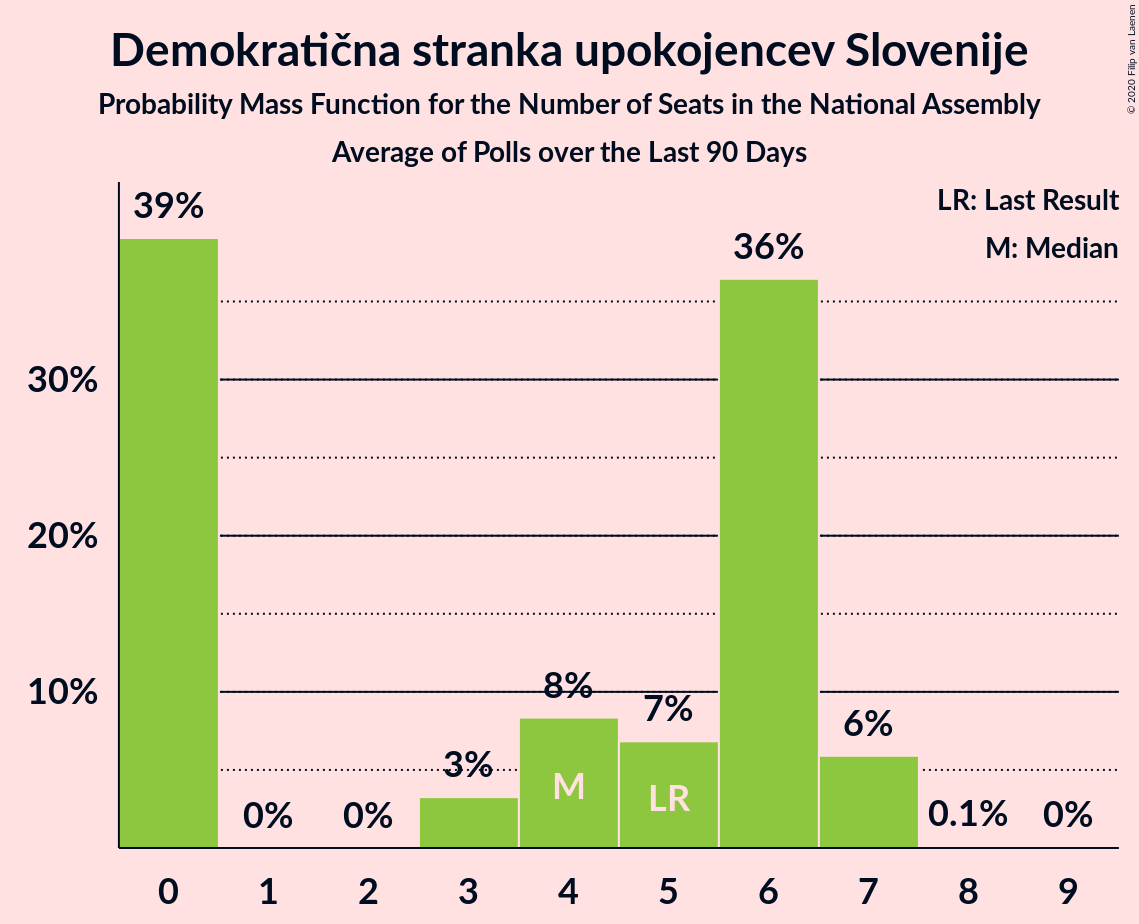 Demokratična stranka upokojencev Slovenije
Probability Mass Function for the Number of Seats in the National Assembly
Average of Polls over the Last 90 Days
© 2020 Filip van Laenen
LR: Last Result
M: Median
39%
36%
30%
20%
10%
8%
7%
6%
3%
M
LR
0%
0%
0.1%
0%
0 1 2 3 4 5 6 7 8 9